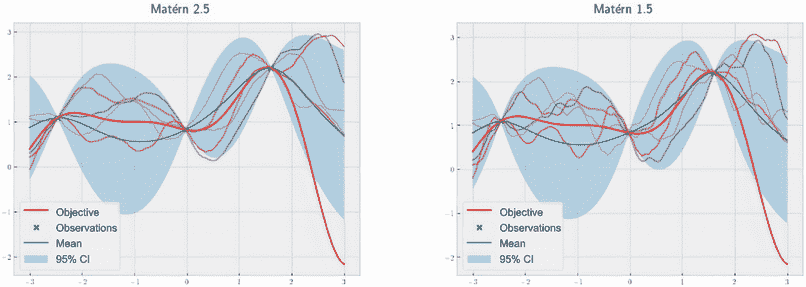 Matérn 2.5
3
2
1
0
−1
−2
Objective
Observations
Mean
95% CI
−3 −2 −1 0 1 2 3
Matérn 1.5
3
2
1
0
−1
−2
Objective
Observations
Mean
95% CI
−3 −2 −1 0 1 2 3